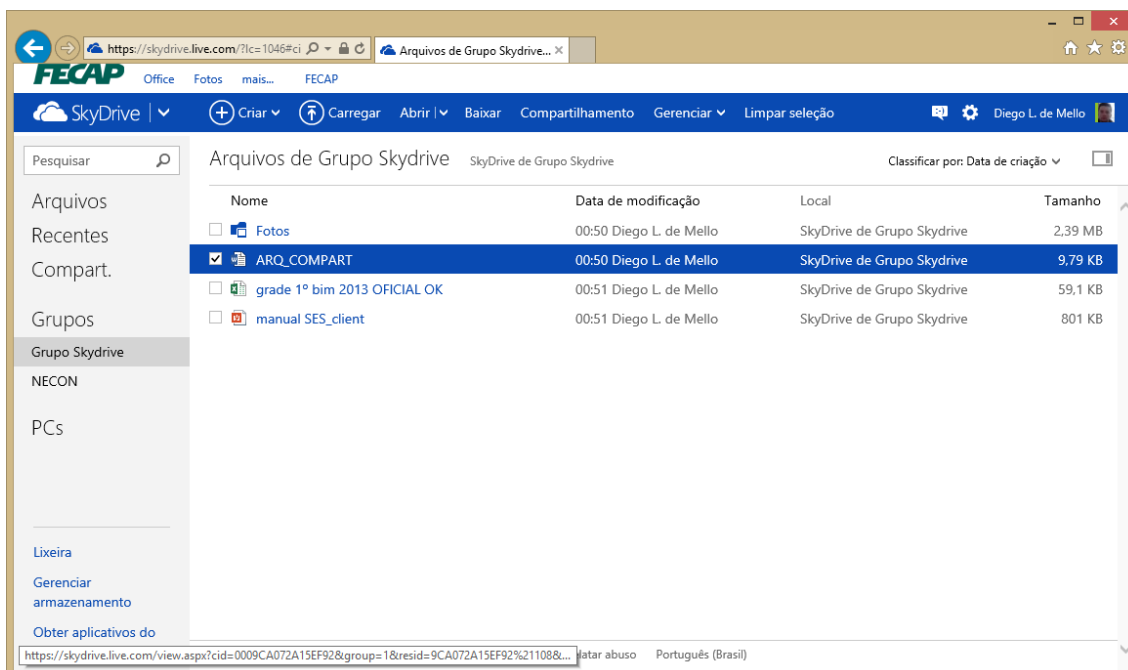 https://skydrive.live.com/?lc=1046#ci
Arquivos de Grupo Skydrive...
FECAP Office Fotos mais... FECAP
SkyDrive Criar Carregar Abrir Baixar Compartilhamento Gerenciar Limpar seleção Diego L. de Mello
Pesquisar
Arquivos de Grupo Skydrive SkyDrive de Grupo Skydrive Classificar por: Data de criação
Arquivos
Recentes
Compart.
Grupos
Grupo Skydrive
NECON
PCs
Nome Data de modificação Local Tamanho
Fotos 00:50 Diego L. de Mello SkyDrive de Grupo Skydrive 2,39 MB
ARQ_COMPART 00:50 Diego L. de Mello SkyDrive de Grupo Skydrive 9,79 KB
grade 1º bim 2013 OFICIAL OK 00:51 Diego L. de Mello SkyDrive de Grupo Skydrive 59,1 KB
manual SES_client 00:51 Diego L. de Mello SkyDrive de Grupo Skydrive 801 KB
Lixeira
Gerenciar
armazenamento
Obter aplicativos do
https://skydrive.live.com/view.aspx?cid=0009CA072A15EF92&group=1&resid=9CA072A15EF92%21108&... abuso Português (Brasil)